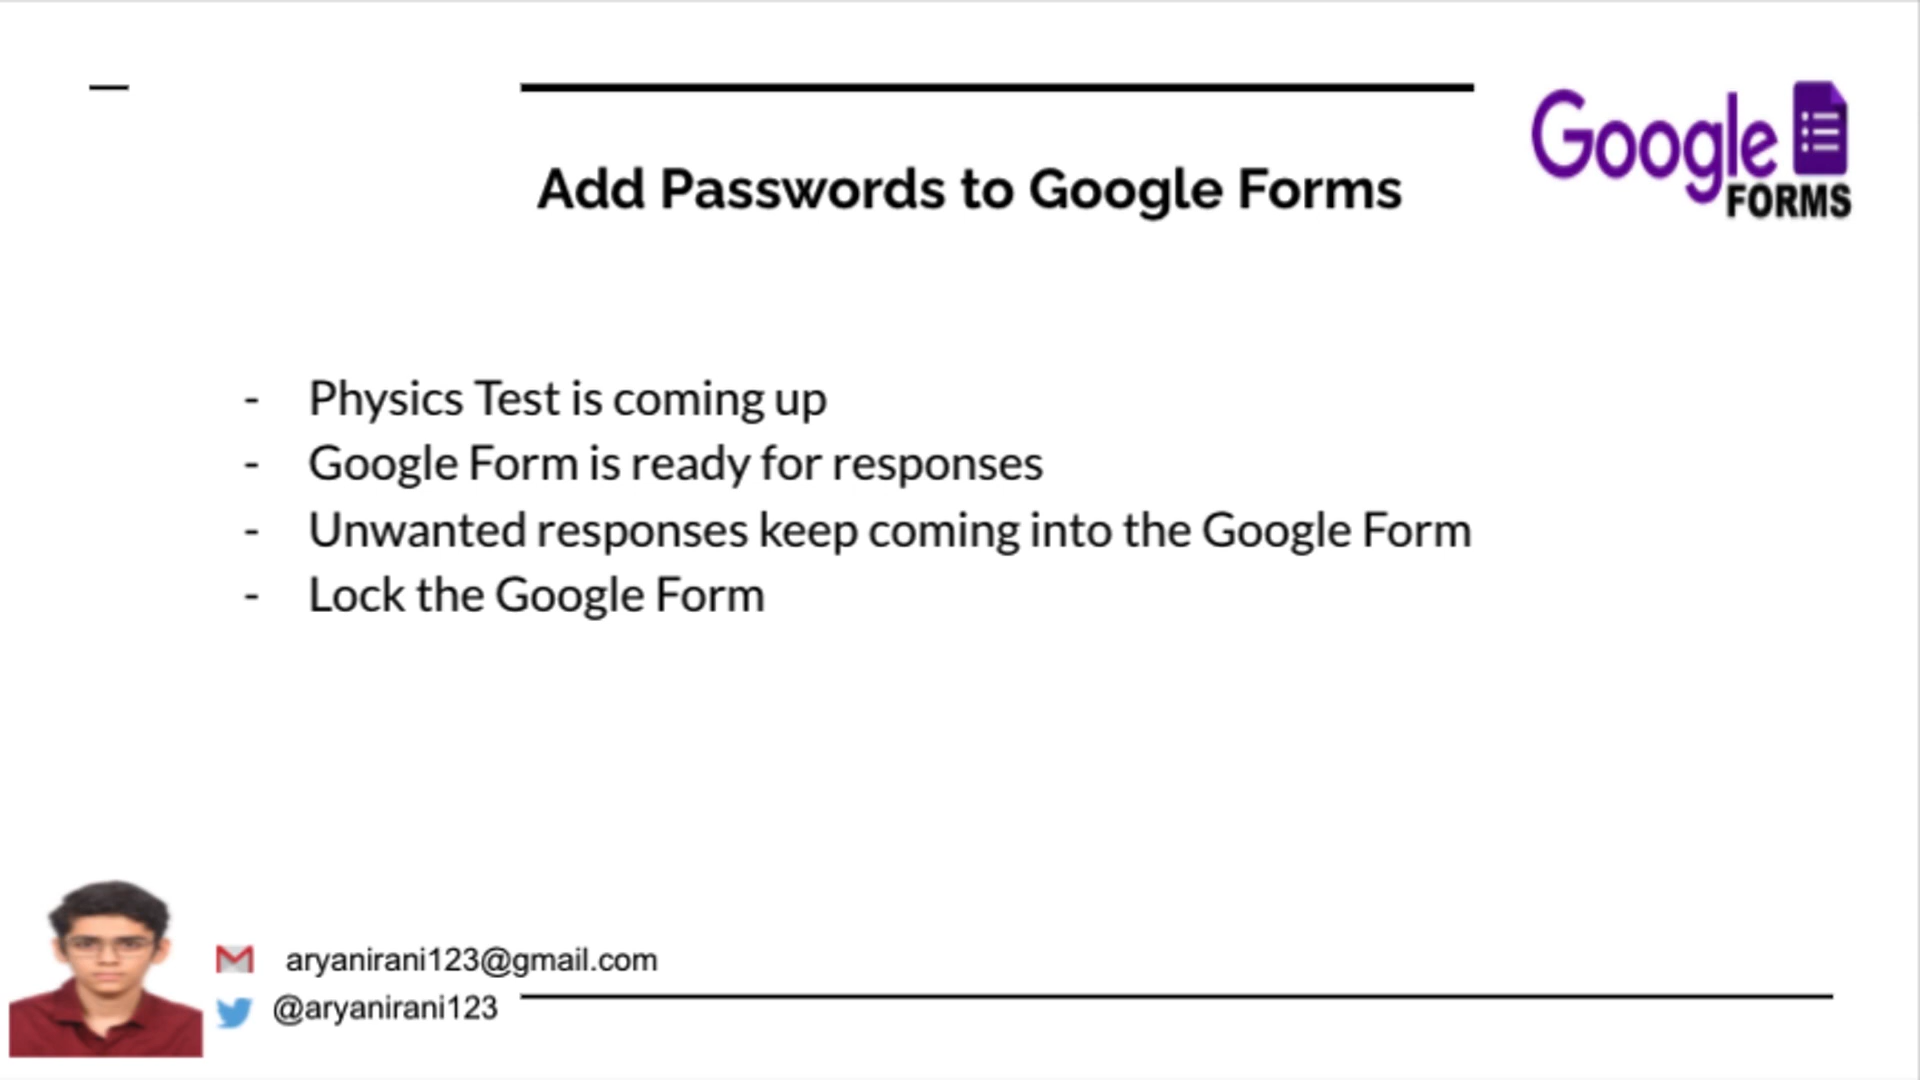 Add Passwords to Google Forms
Google
FORMS
- Physics Test is coming up
- Google Form is ready for responses
- Unwanted responses keep coming into the Google Form
- Lock the Google Form
aryanirani123@gmail.com
@aryanirani123